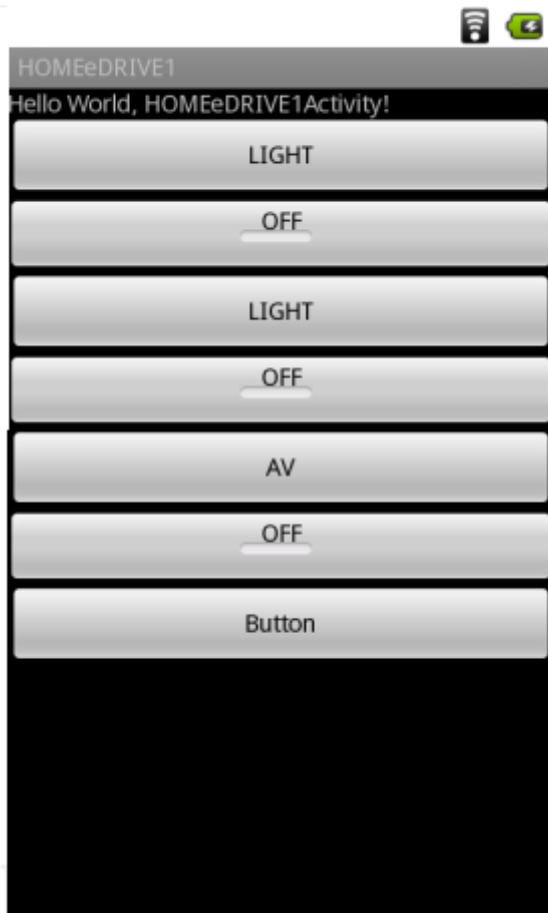 HOMEeDRIVE1
Hello World, HOMEeDRIVE1Activity!
LIGHT
OFF
LIGHT
OFF
AV
OFF
Button